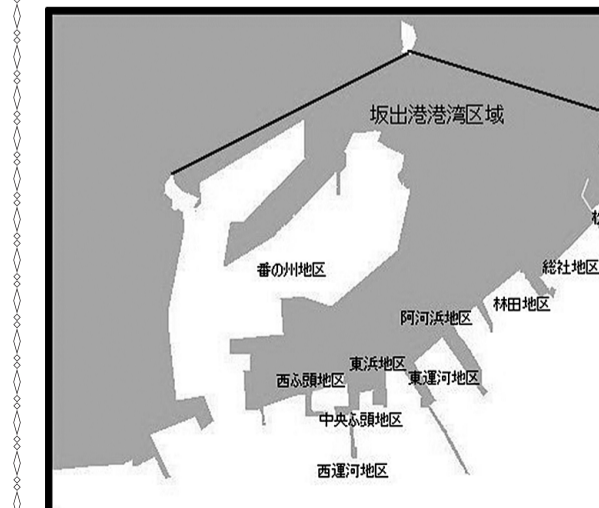 坂出港港湾区域
番の州地区
総社地区
林田地区
阿河浜地区
東浜地区
西ふ頭地区
東運河地区
中央ふ頭地区
西運河地区